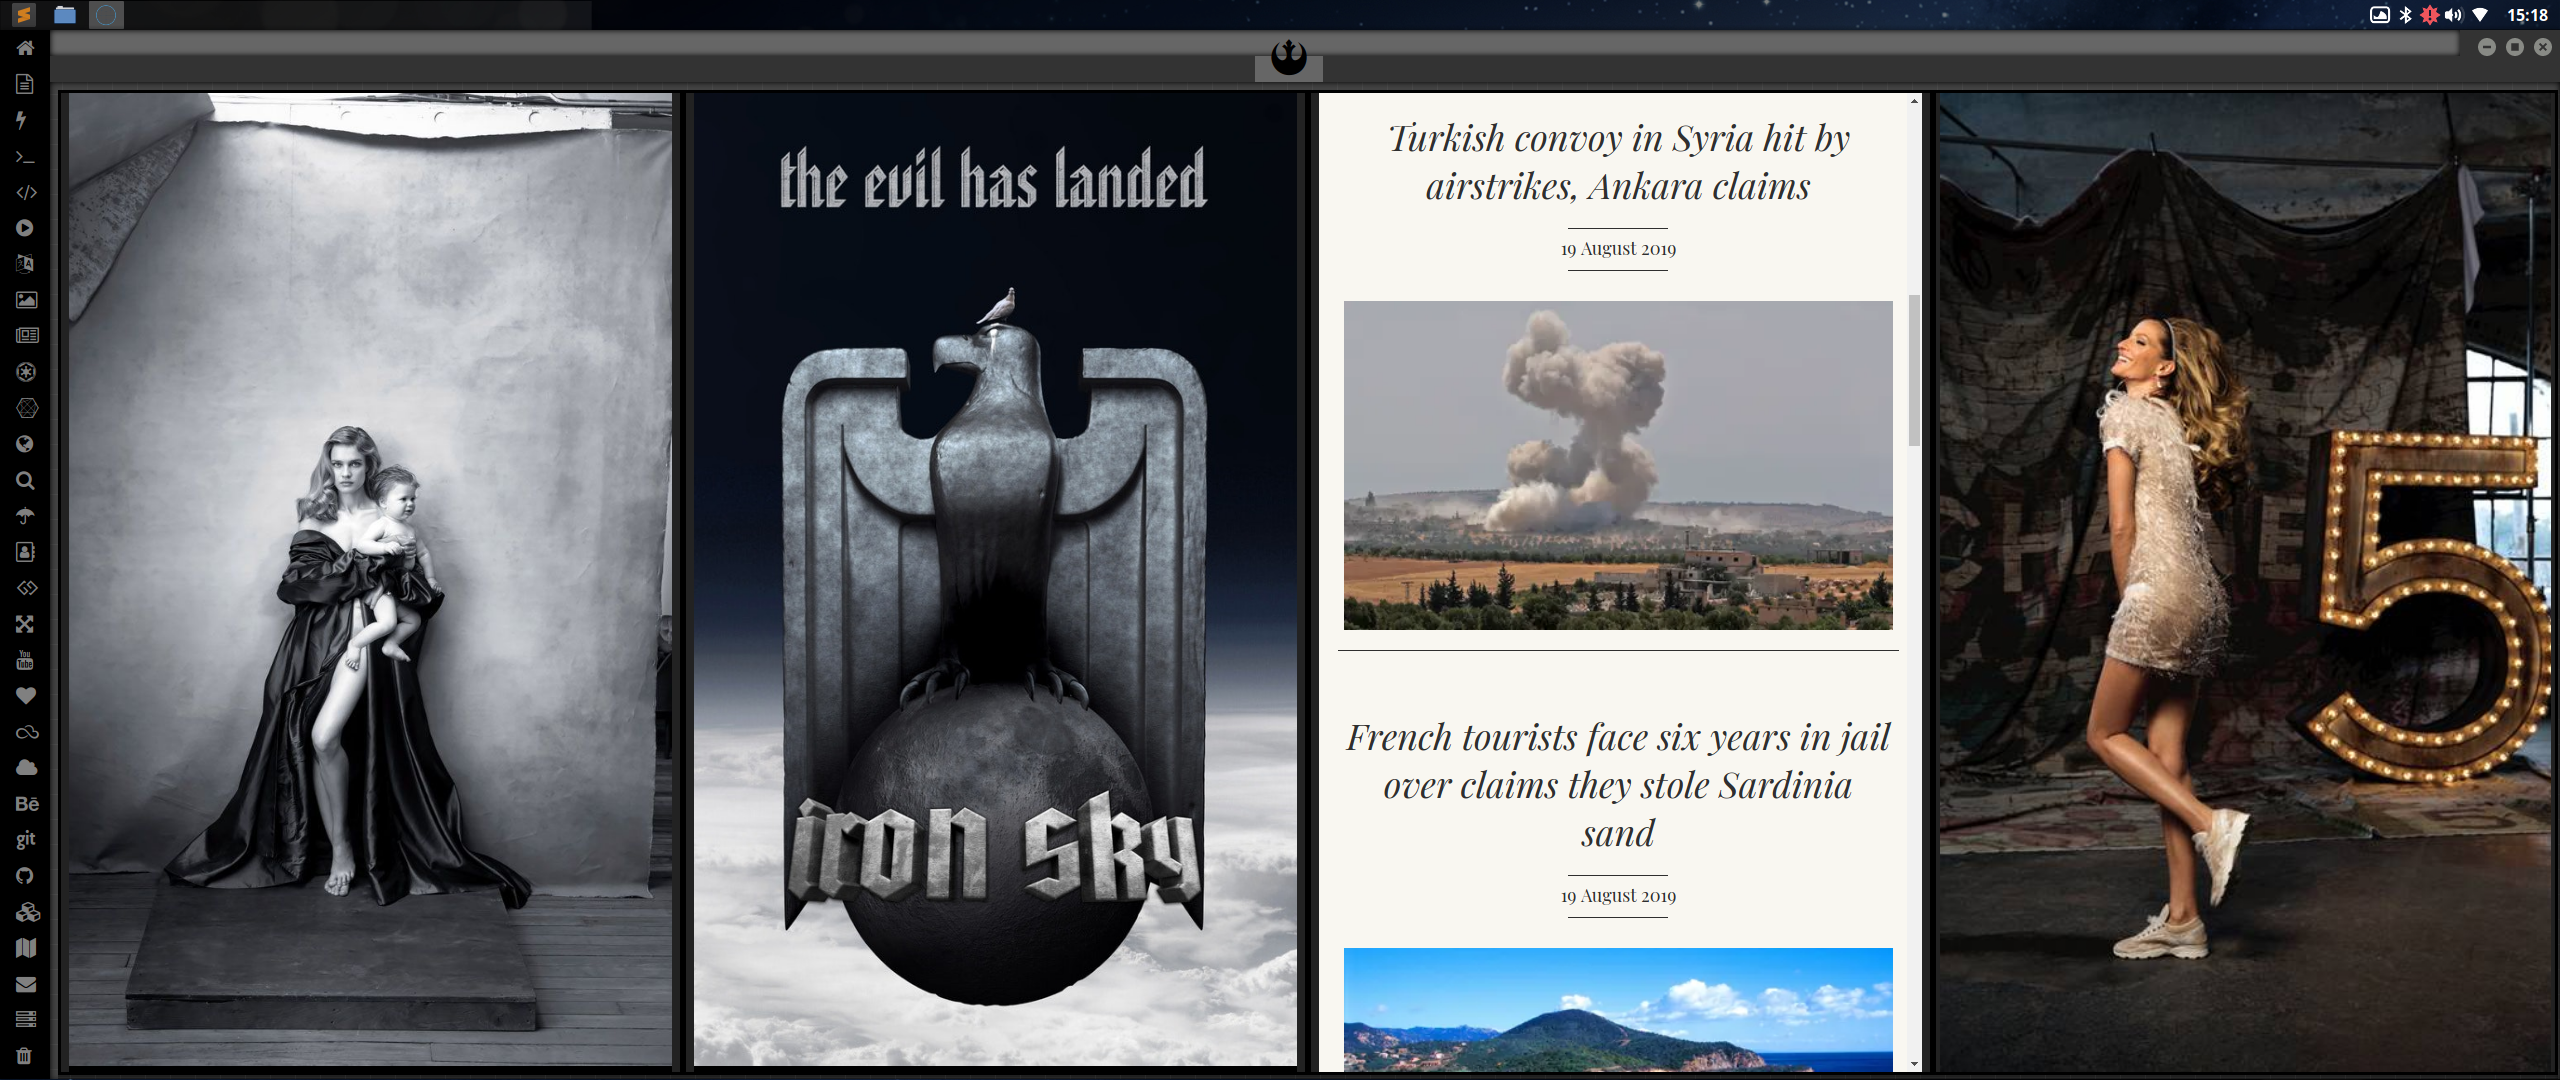 15:18
the evil has landed
iron sky
Turkish convoy in Syria hit by
airstrikes, Ankara claims
19 August 2019
French tourists face six years in jail
over claims they stole Sardinia
sand
19 August 2019
5
You
Tube
Bē
git